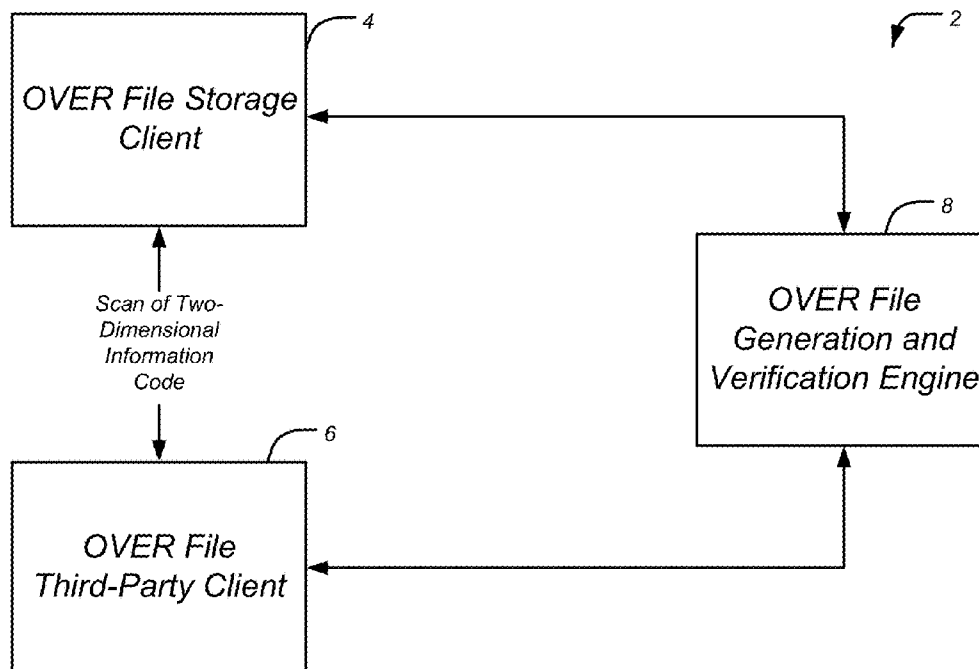 4
2
OVER File Storage
Client
8
Scan of Two-
Dimensional
Information
Code
OVER File
Generation and
Verification Engine
6
OVER File
Third-Party Client